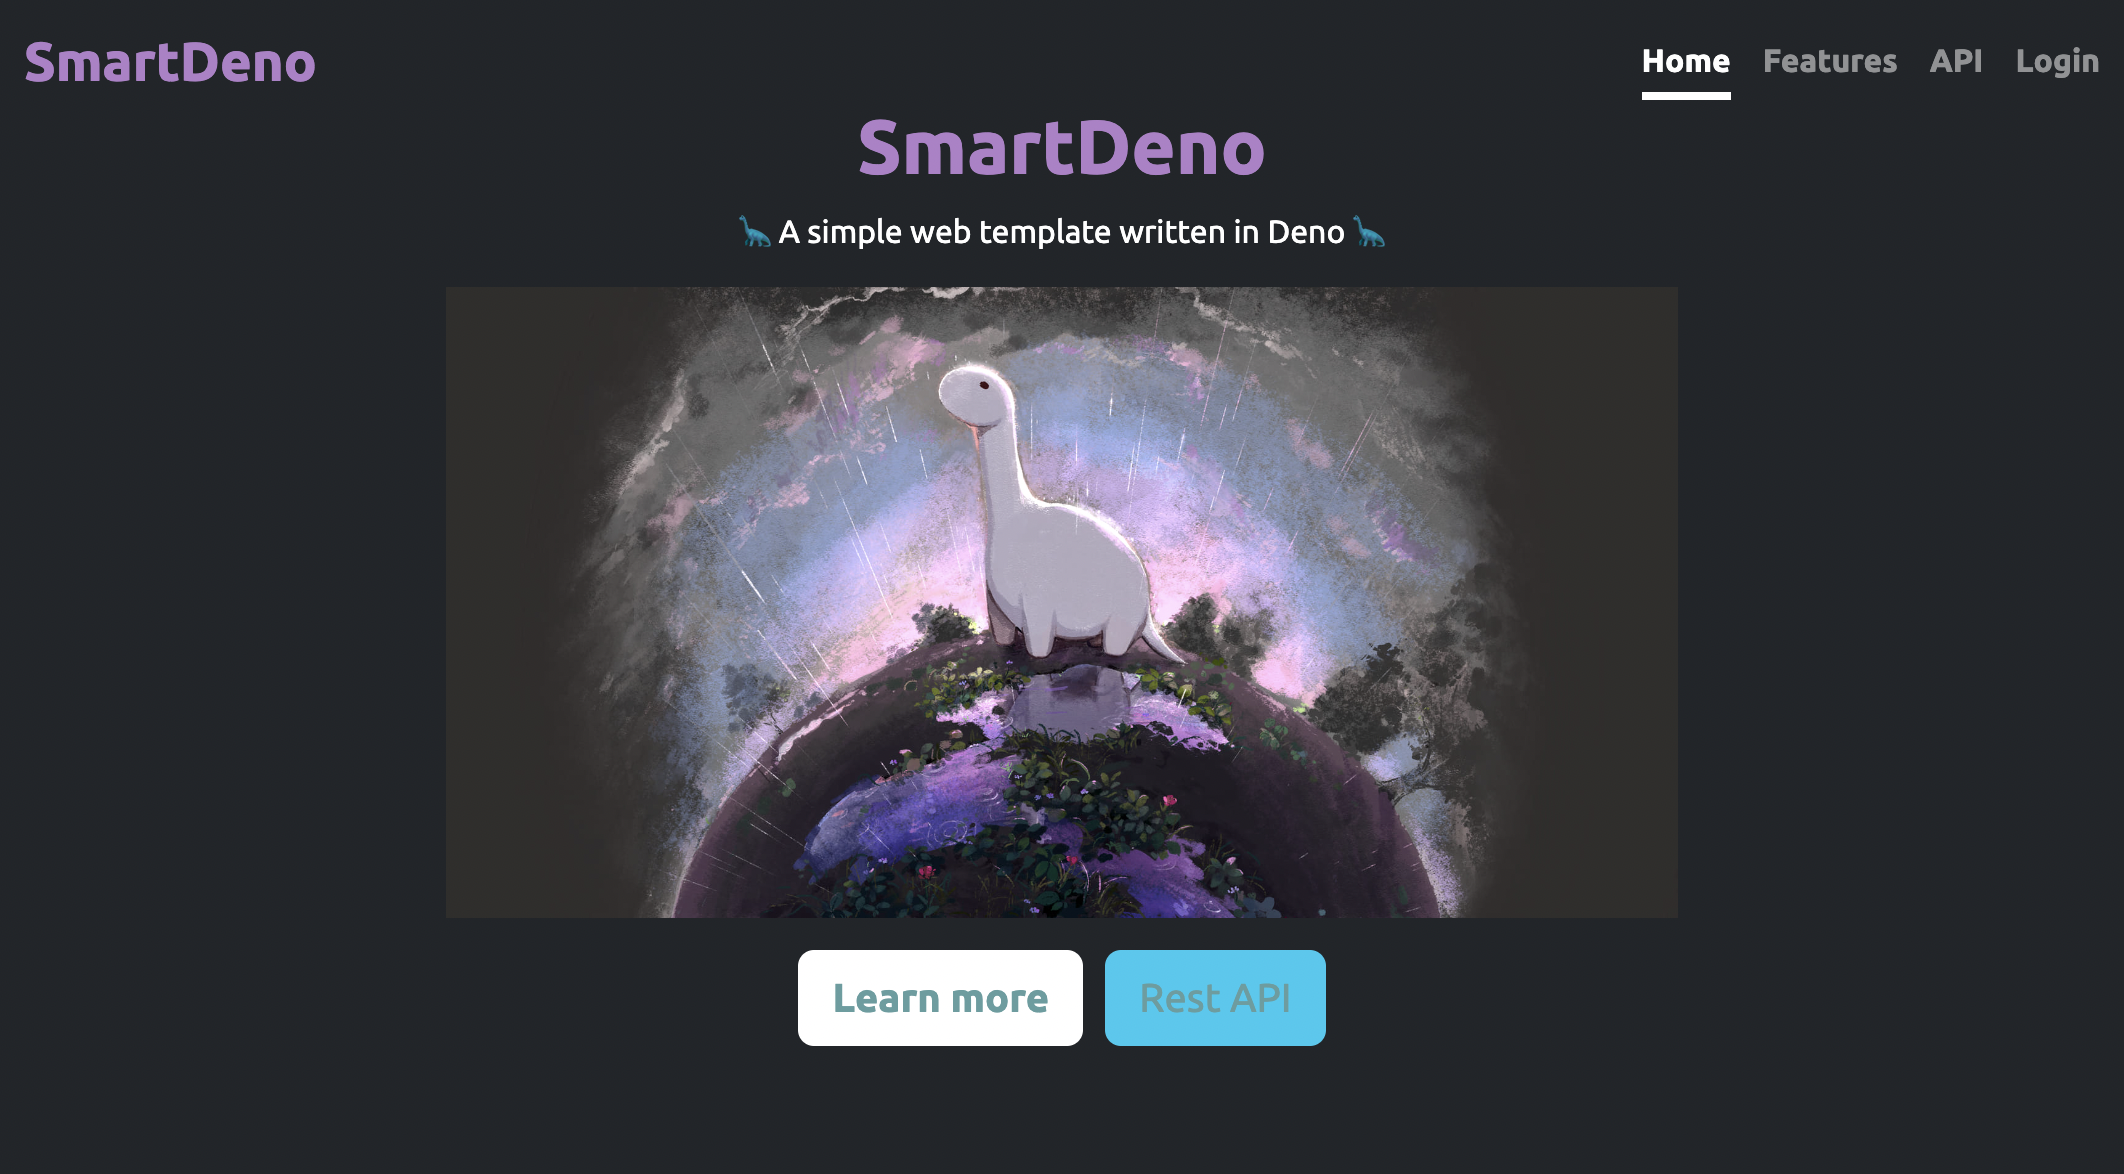 SmartDeno
Home Features API Login
SmartDeno
🦕 A simple web template written in Deno 🦕
Learn more
Rest API